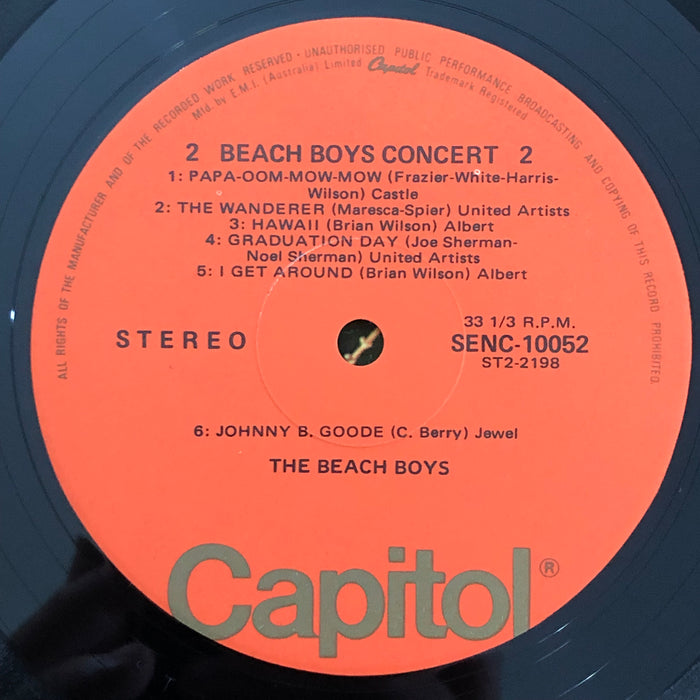 ALL RIGHTS OF THE MANUFACTURER AND OF THE RECORDED WORK RESERVED • UNAUTHORISED PUBLIC PERFORMANCE BROADCASTING AND COPYING OF THIS RECORD PROHIBITED.
Mfd. by E.M.I. (Australia) Limited Capitol Trademark Registered
2 BEACH BOYS CONCERT 2
1: PAPA-OOM-MOW-MOW (Frazier-White-Harris-
Wilson) Castle
2: THE WANDERER (Maresca-Spier) United Artists
3: HAWAII (Brian Wilson) Albert
4: GRADUATION DAY (Joe Sherman-
Noel Sherman) United Artists
5: I GET AROUND (Brian Wilson) Albert
STEREO
33 1/3 R.P.M.
SENC-10052
ST2-2198
6: JOHNNY B. GOODE (C. Berry) Jewel
THE BEACH BOYS
Capitol®